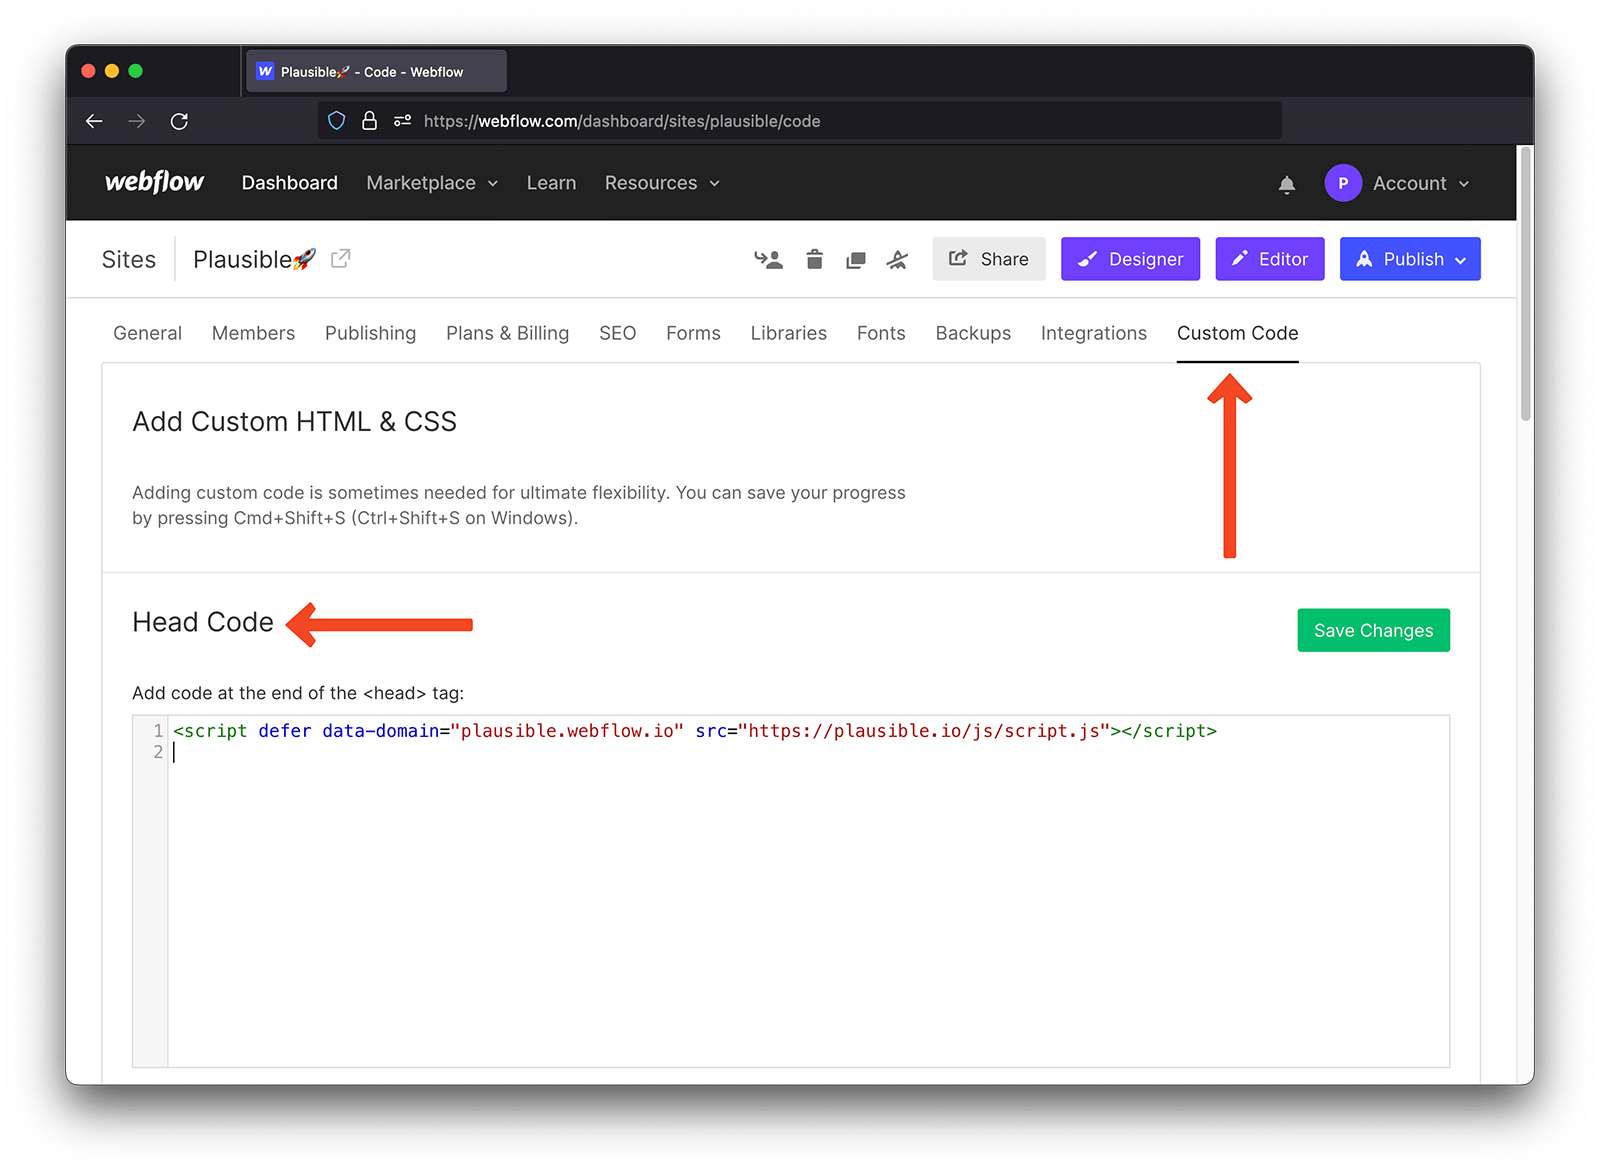 W Plausible🚀 - Code - Webflow
https://webflow.com/dashboard/sites/plausible/code
webflow Dashboard Marketplace Learn Resources P Account
Sites Plausible🚀 Share Designer Editor Publish
General Members Publishing Plans & Billing SEO Forms Libraries Fonts Backups Integrations Custom Code
Add Custom HTML & CSS
Adding custom code is sometimes needed for ultimate flexibility. You can save your progress
by pressing Cmd+Shift+S (Ctrl+Shift+S on Windows).
Head Code
Save Changes
Add code at the end of the <head> tag:
1 <script defer data-domain="plausible.webflow.io" src="https://plausible.io/js/script.js"></script>
2